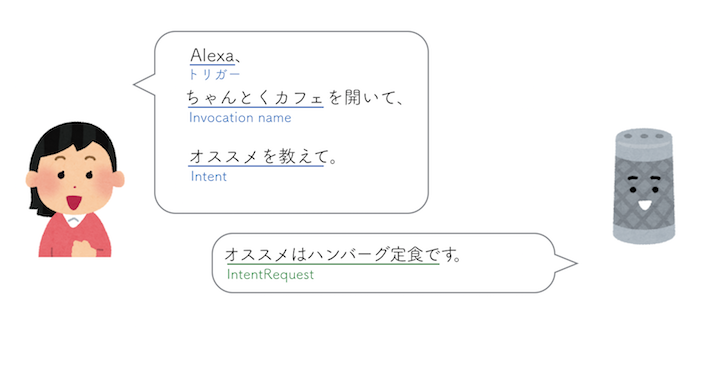 Alexa、
トリガー
ちゃんとくカフェを開いて、
Invocation name
オススメを教えて。
Intent
オススメはハンバーグ定食です。
IntentRequest